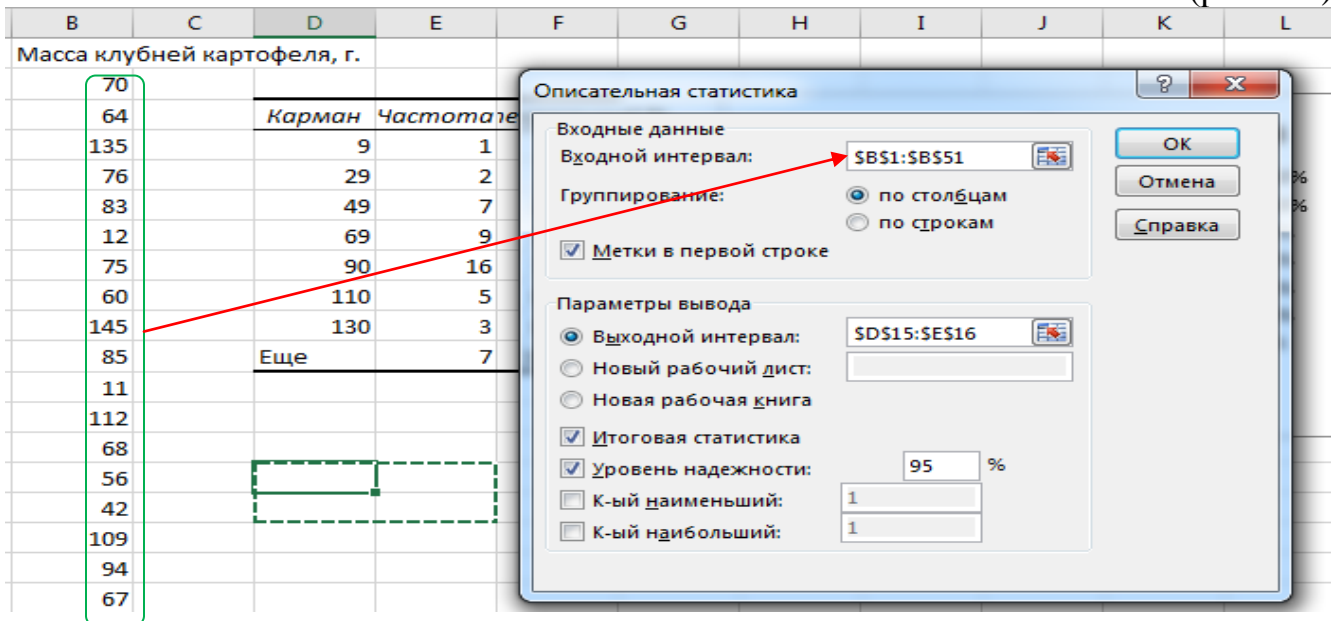 B C D E F G H I J K L
Масса клубней картофеля, г.
70
64 Карман Частота
135 9 1
76 29 2 %
83 49 7 %
12 69 9
75 90 16
60 110 5
145 130 3
85 Еще 7
11
112
68
56
42
109
94
67
Описательная статистика
Входные данные
Входной интервал: $B$1:$B$51
Группирование: по столбцам
по строкам
Метки в первой строке
Параметры вывода
Выходной интервал: $D$15:$E$16
Новый рабочий лист:
Новая рабочая книга
Итоговая статистика
Уровень надежности: 95 %
К-ый наименьший: 1
К-ый наибольший: 1
?
ОК
Отмена
Справка